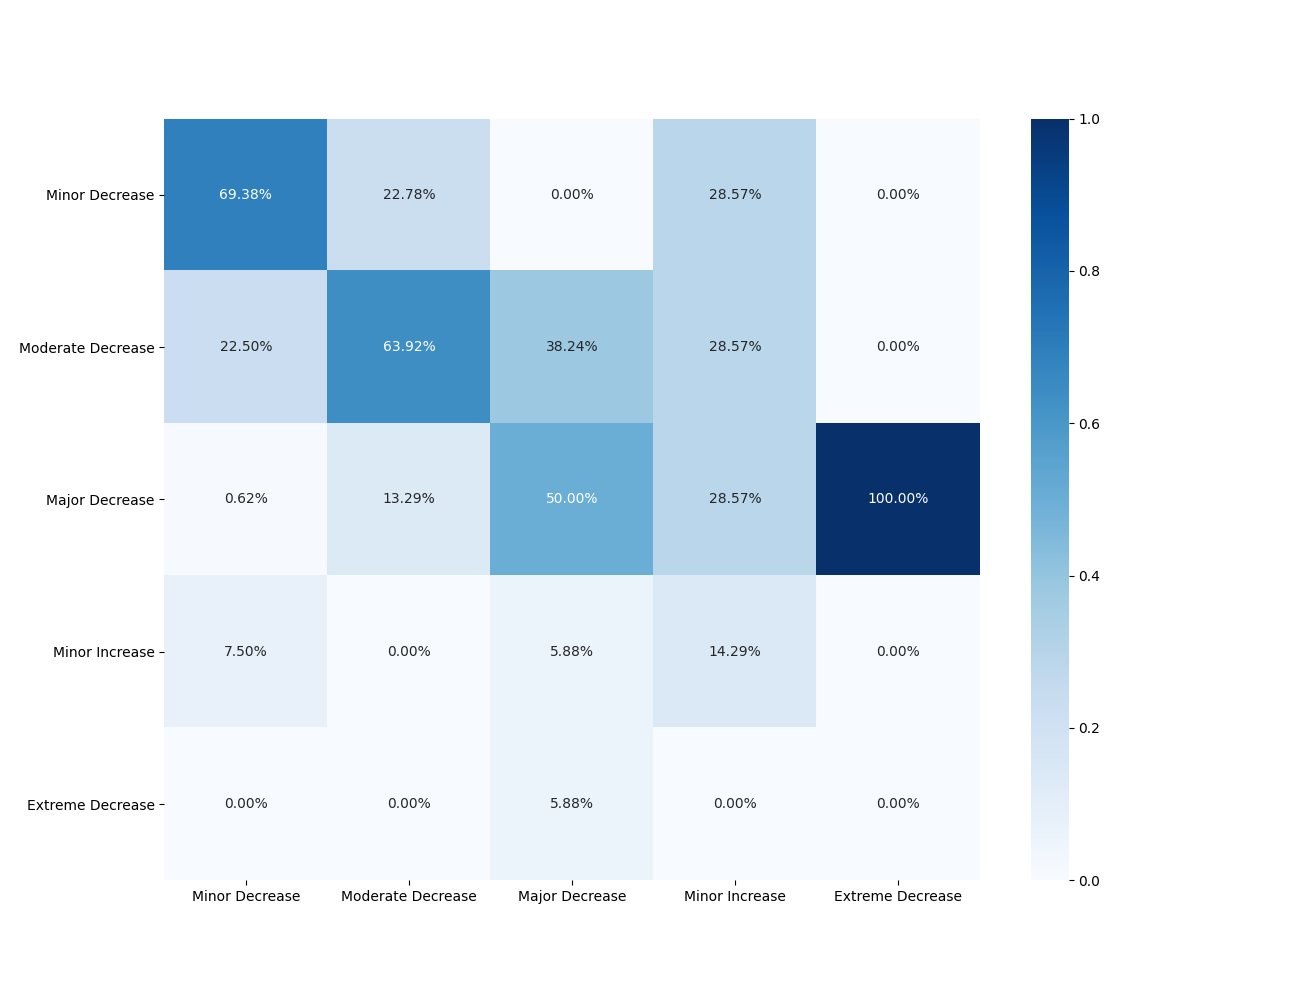 Minor Decrease 69.38% 22.78% 0.00% 28.57% 0.00%
Moderate Decrease 22.50% 63.92% 38.24% 28.57% 0.00%
Major Decrease 0.62% 13.29% 50.00% 28.57% 100.00%
Minor Increase 7.50% 0.00% 5.88% 14.29% 0.00%
Extreme Decrease 0.00% 0.00% 5.88% 0.00% 0.00%
Minor Decrease Moderate Decrease Major Decrease Minor Increase Extreme Decrease
1.0
0.8
0.6
0.4
0.2
0.0